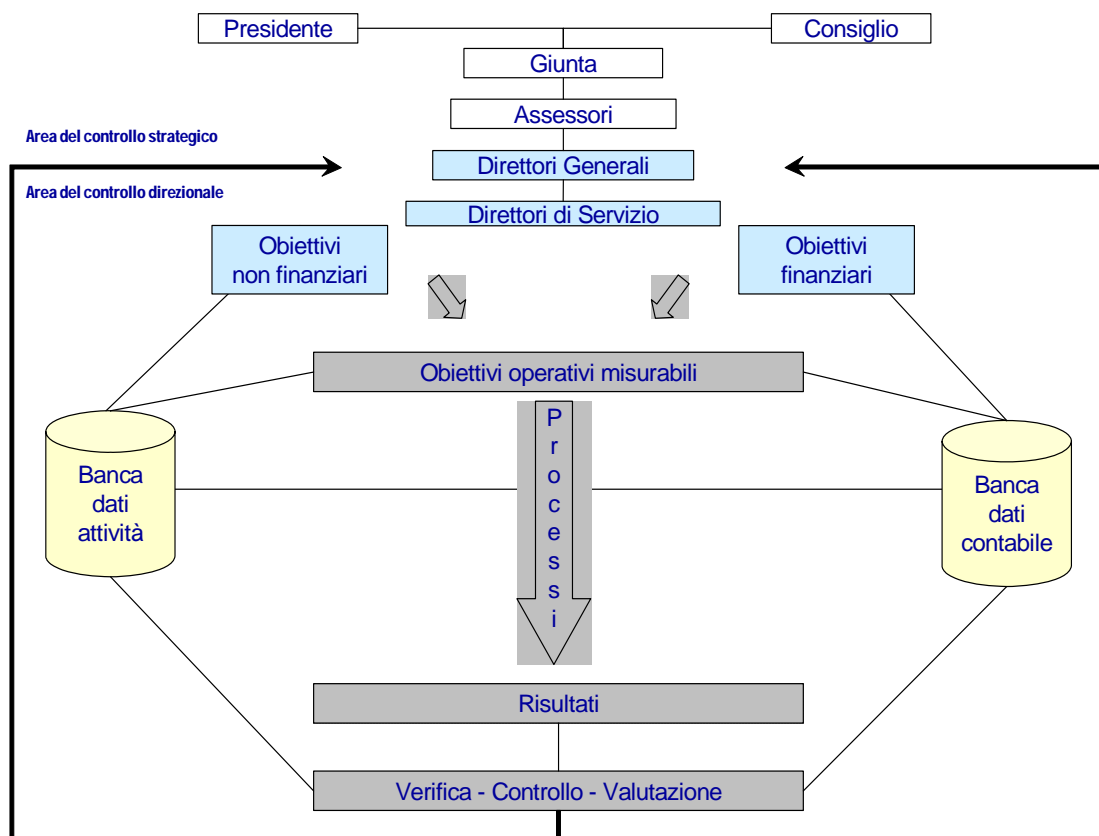 Presidente
Consiglio
Giunta
Assessori
Area del controllo strategico
Direttori Generali
Area del controllo direzionale
Direttori di Servizio
Obiettivi
non finanziari
Obiettivi
finanziari
Obiettivi operativi misurabili
Processi
Banca
dati
attività
Banca
dati
contabile
Risultati
Verifica - Controllo - Valutazione